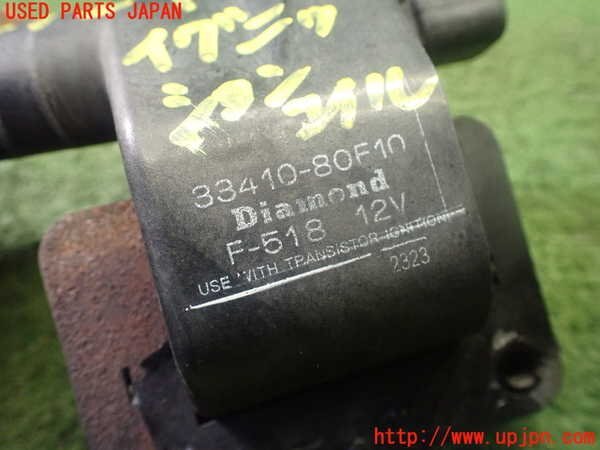 USED PARTS JAPAN
イグニッ
ション
コイル
33410-80F10
Diamond
F-518 12V
USE WITH TRANSISTOR IGNITION
2323
http://www.upjpn.com